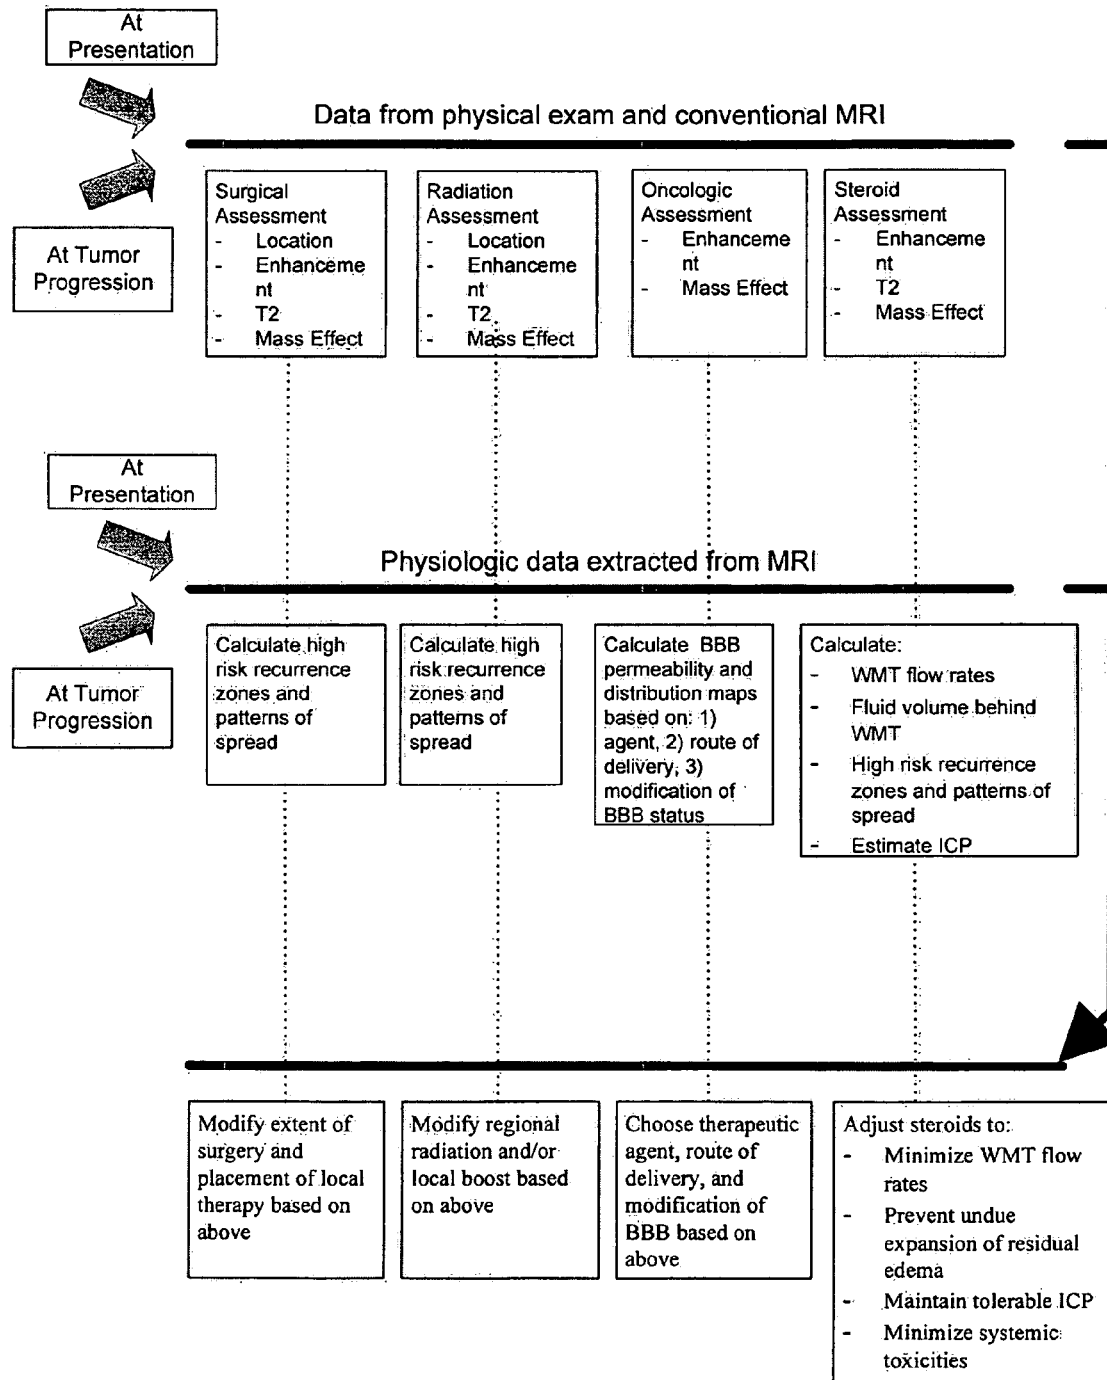 At
Presentation
Data from physical exam and conventional MRI
At Tumor
Progression
Surgical
Assessment
- Location
- Enhanceme
nt
- T2
- Mass Effect
Radiation
Assessment
- Location
- Enhanceme
nt
- T2
- Mass Effect
Oncologic
Assessment
- Enhanceme
nt
- Mass Effect
Steroid
Assessment
- Enhanceme
nt
- T2
- Mass Effect
At
Presentation
Physiologic data extracted from MRI
At Tumor
Progression
Calculate high
risk recurrence
zones and
patterns of
spread
Calculate high
risk recurrence
zones and
patterns of
spread
Calculate BBB
permeability and
distribution maps
based on: 1)
agent, 2) route of
delivery, 3)
modification of
BBB status
Calculate:
- WMT flow rates
- Fluid volume behind
WMT
- High risk recurrence
zones and patterns of
spread
- Estimate ICP
Modify extent of
surgery and
placement of local
therapy based on
above
Modify regional
radiation and/or
local boost based
on above
Choose therapeutic
agent, route of
delivery, and
modification of
BBB based on
above
Adjust steroids to:
- Minimize WMT flow
rates
- Prevent undue
expansion of residual
edema
- Maintain tolerable ICP
- Minimize systemic
toxicities